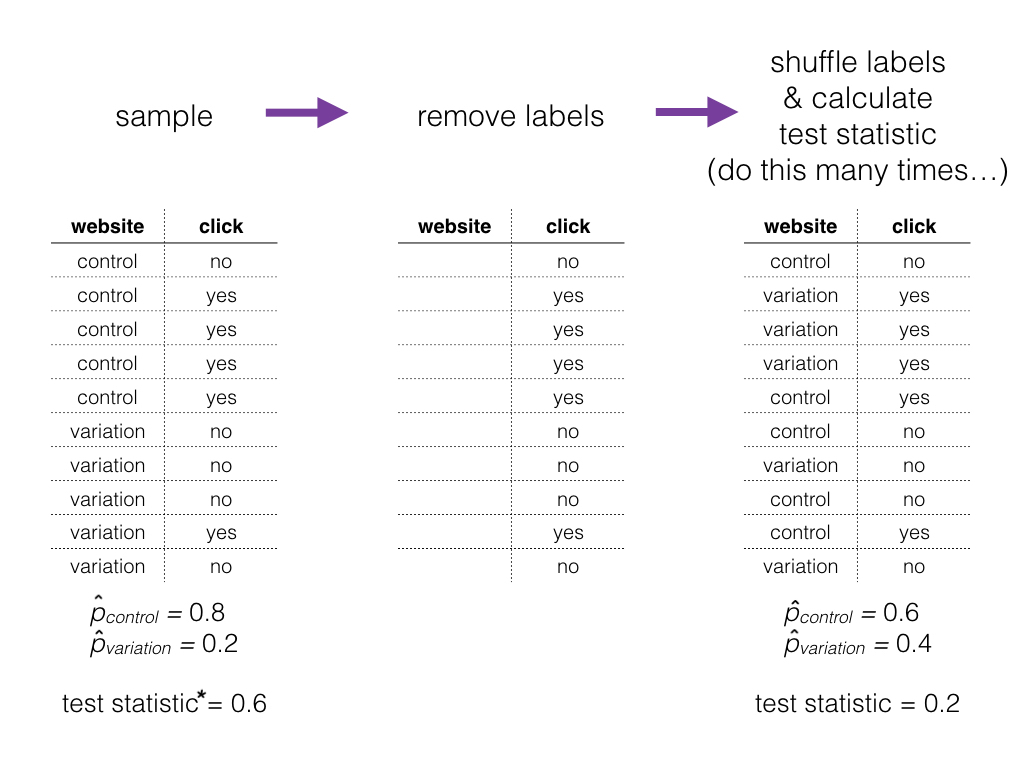 sample
remove labels
shuffle labels
& calculate
test statistic
(do this many times...)
website click
control no
control yes
control yes
control yes
control yes
variation no
variation no
variation no
variation yes
variation no
p̂control = 0.8
p̂variation = 0.2
test statistic*= 0.6
website click
no
yes
yes
yes
yes
no
no
no
yes
no
website click
control no
variation yes
variation yes
variation yes
control yes
control no
variation no
control no
control yes
variation no
p̂control = 0.6
p̂variation = 0.4
test statistic = 0.2